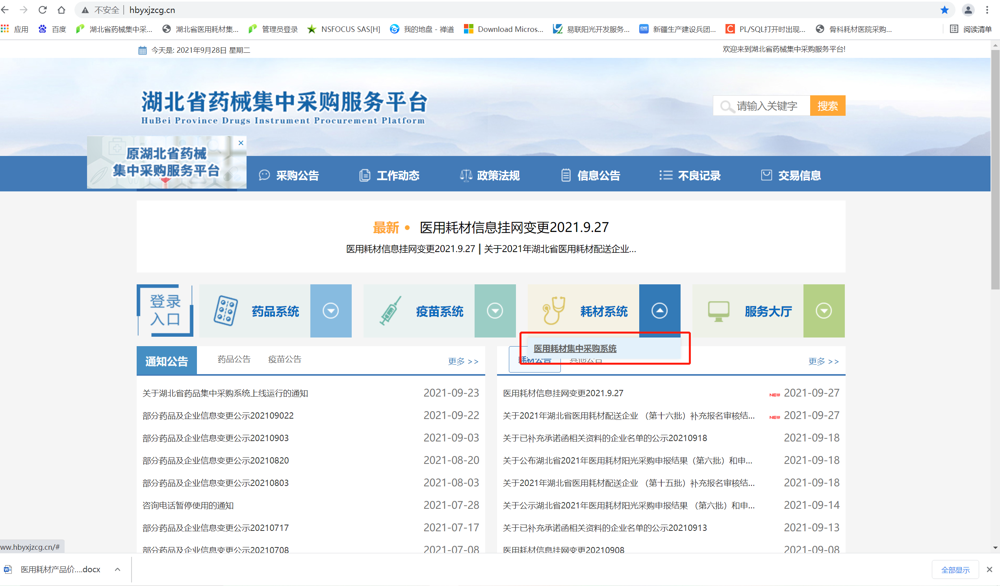 不安全 | hbyxjzcg.cn
应用 百度 湖北省药械集中采... 湖北省医用耗材集... 管理员登录 NSFOCUS SAS[H] 我的地盘 - 禅道 Download Micros... 易联阳光开发服务... 新疆生产建设兵团... PL/SQL打开时出现... 骨科耗材医院采购... 阅读清单
今天是: 2021年9月28日 星期二
欢迎来到湖北省药械集中采购服务平台!
湖北省药械集中采购服务平台
HuBei Province Drugs Instrument Procurement Platform
请输入关键字 搜索
原湖北省药械
集中采购服务平台
采购公告 工作动态 政策法规 信息公告 不良记录 交易信息
最新 • 医用耗材信息挂网变更2021.9.27
医用耗材信息挂网变更2021.9.27 | 关于2021年湖北省医用耗材配送企业...
登录
入口
药品系统 疫苗系统 耗材系统 服务大厅
医用耗材集中采购系统
通知公告 药品公告 疫苗公告 更多 >>
耗材公告 其他公告 更多 >>
关于湖北省药品集中采购系统上线运行的通知 2021-09-23
部分药品及企业信息变更公示202109022 2021-09-22
部分药品及企业信息变更公示20210903 2021-09-03
部分药品及企业信息变更公示20210820 2021-08-20
部分药品及企业信息变更公示20210803 2021-08-03
咨询电话暂停使用的通知 2021-07-28
部分药品及企业信息变更公示20210717 2021-07-17
部分药品及企业信息变更公示20210708 2021-07-08
医用耗材信息挂网变更2021.9.27 NEW 2021-09-27
关于2021年湖北省医用耗材配送企业 （第十六批）补充报名审核结... NEW 2021-09-27
关于已补充承诺函相关资料的企业名单的公示20210918 2021-09-18
关于公布湖北省2021年医用耗材阳光采购申报结果（第六批）和申... 2021-09-18
关于2021年湖北省医用耗材配送企业 （第十五批）补充报名审核结... 2021-09-18
关于公示湖北省2021年医用耗材阳光采购申报结果 （第六批）和申... 2021-09-14
关于已补充承诺函相关资料的企业名单的公示20210913 2021-09-13
医用耗材信息挂网变更20210908 2021-09-08
ww.hbyxjzcg.cn/#
医用耗材产品价....docx
全部显示